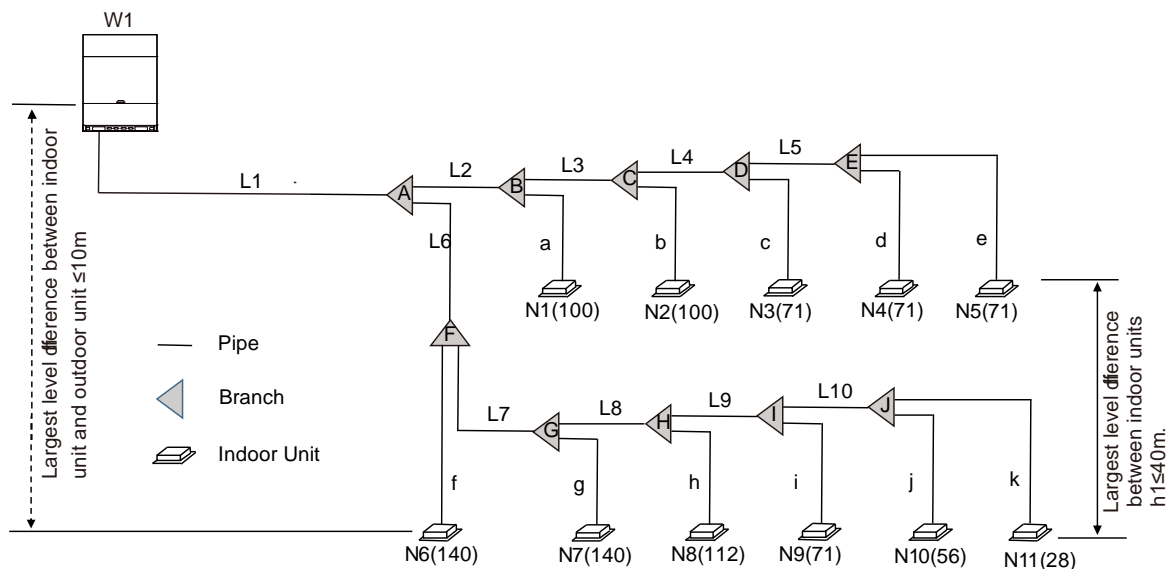 W1
L1
A
L2
B
L3
C
L4
D
L5
E
L6
a
b
c
d
e
N1(100)
N2(100)
N3(71)
N4(71)
N5(71)
F
Pipe
Branch
Indoor Unit
L7
G
L8
H
L9
I
L10
J
f
g
h
i
j
k
N6(140)
N7(140)
N8(112)
N9(71)
N10(56)
N11(28)
Largest level between indoor
unit and outdoor unit ≤10m
Largest level
between indoor units
h1≤40m.